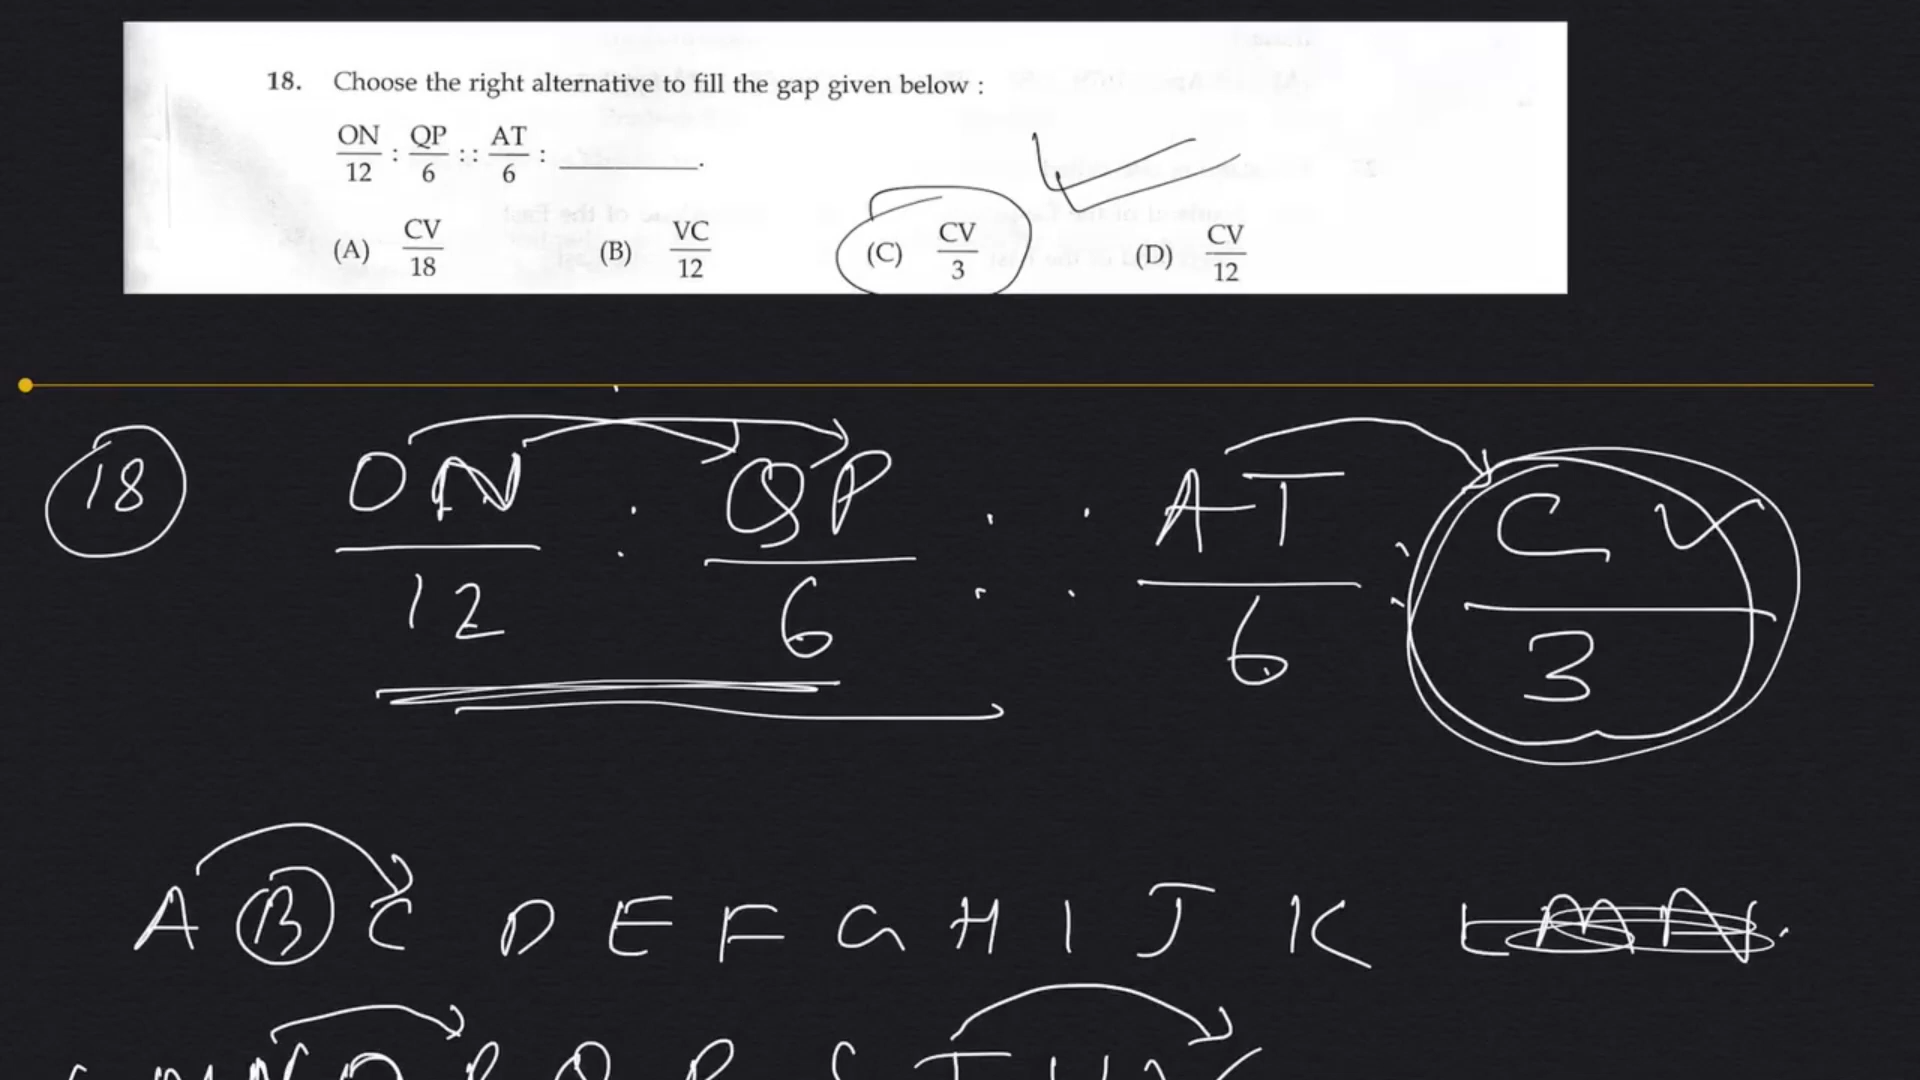 18. Choose the right alternative to fill the gap given below :
ON/12 : QP/6 :: AT/6 : ________.
(A) CV/18 (B) VC/12 (C) CV/3 (D) CV/12
18 ON/12 : QP/6 :: AT/6 : CV/3
A B C D E F G H I J K L M N
N O P Q R S T U V